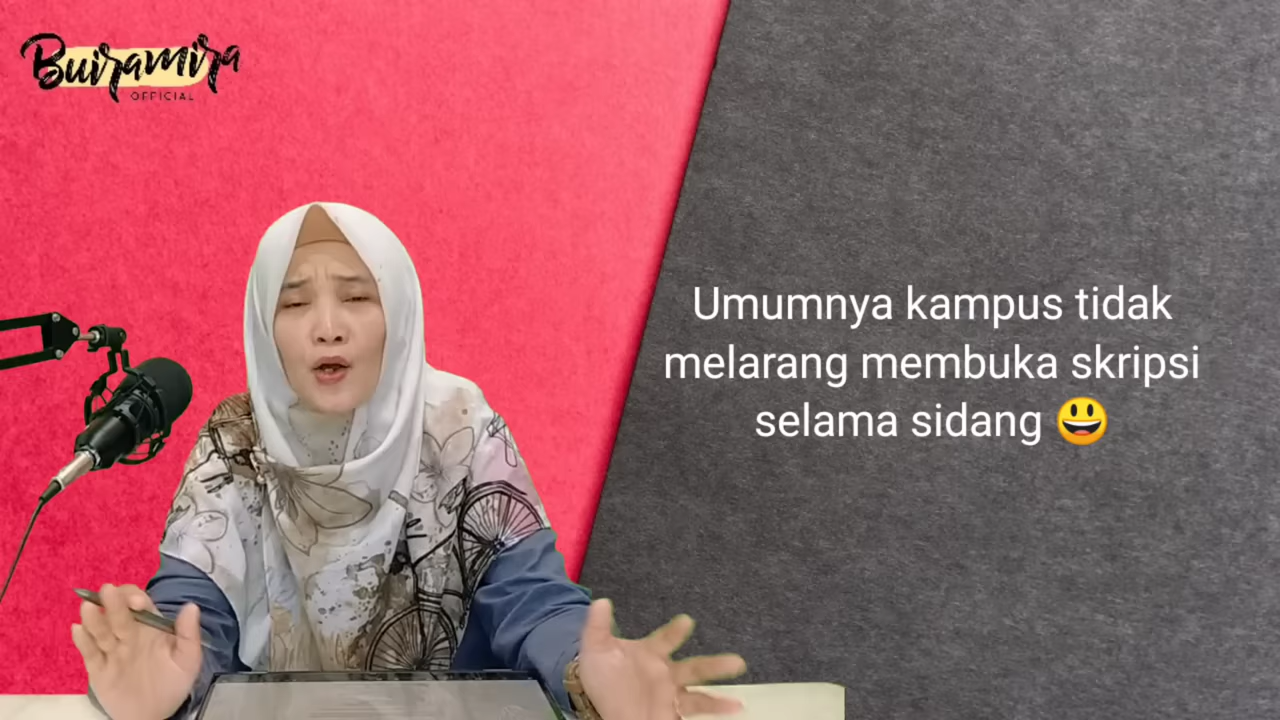 Buiramira
OFFICIAL
Umumnya kampus tidak
melarang membuka skripsi
selama sidang 😃